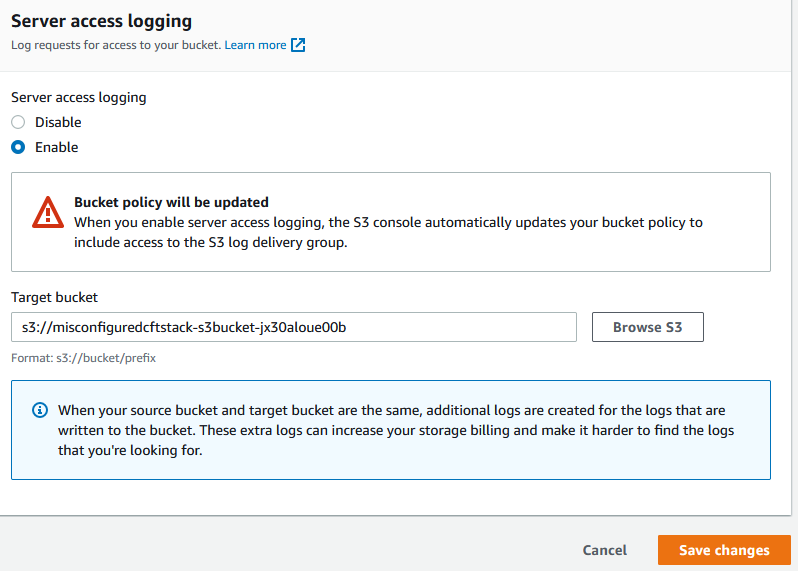 Server access logging
Log requests for access to your bucket. Learn more
Server access logging
Disable
Enable
Bucket policy will be updated
When you enable server access logging, the S3 console automatically updates your bucket policy to
include access to the S3 log delivery group.
Target bucket
s3://misconfiguredcftstack-s3bucket-jx30aloue00b
Browse S3
Format: s3://bucket/prefix
When your source bucket and target bucket are the same, additional logs are created for the logs that are
written to the bucket. These extra logs can increase your storage billing and make it harder to find the logs
that you're looking for.
Cancel
Save changes